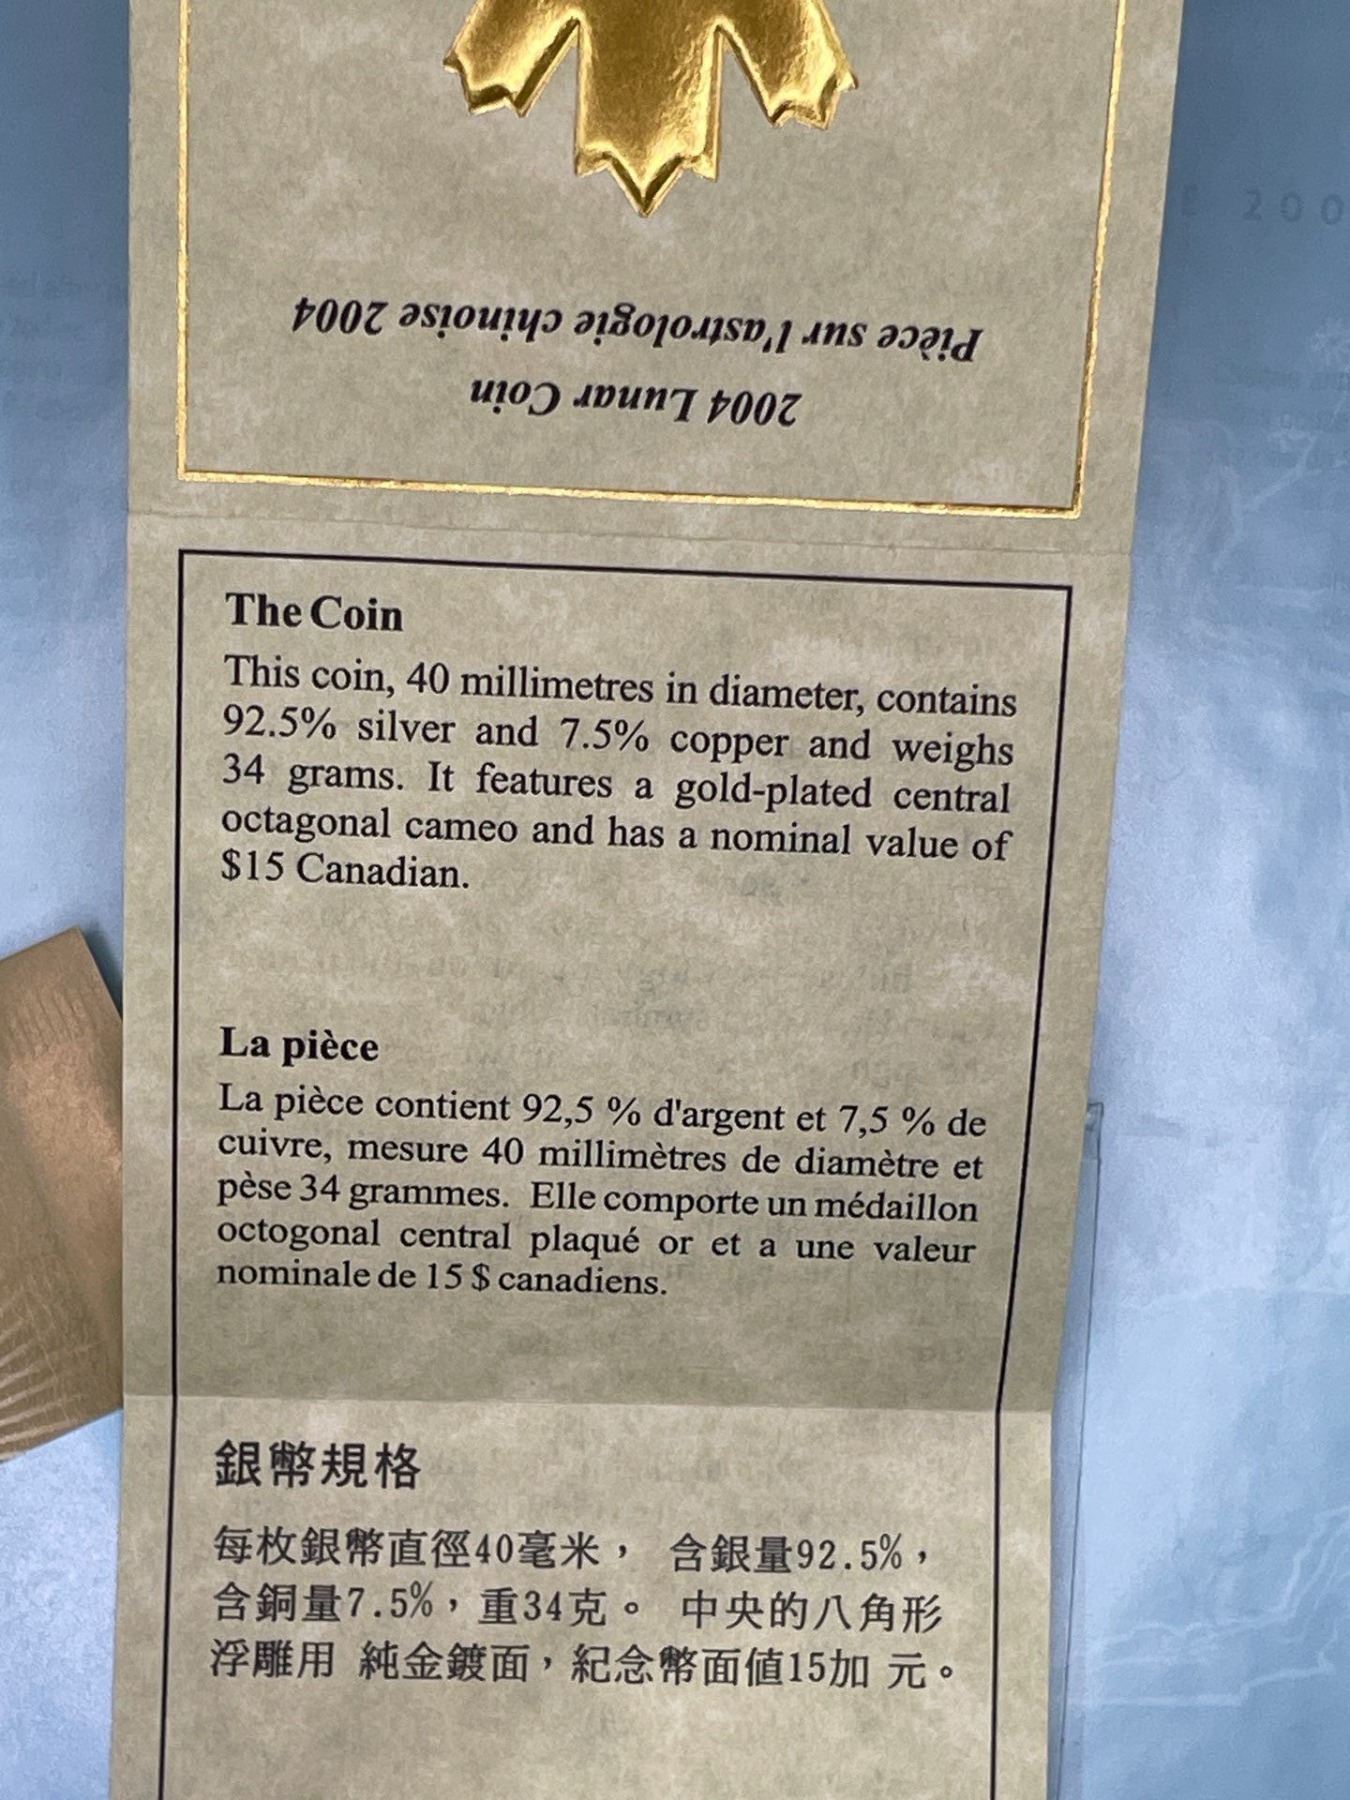 Pièce sur l'astrologie chinoise 2004
2004 Lunar Coin
The Coin
This coin, 40 millimetres in diameter, contains
92.5% silver and 7.5% copper and weighs
34 grams. It features a gold-plated central
octagonal cameo and has a nominal value of
$15 Canadian.
La pièce
La pièce contient 92,5 % d'argent et 7,5 % de
cuivre, mesure 40 millimètres de diamètre et
pèse 34 grammes. Elle comporte un médaillon
octogonal central plaqué or et a une valeur
nominale de 15 $ canadiens.
銀幣規格
每枚銀幣直徑40毫米， 含銀量92.5%，
含銅量7.5%，重34克。 中央的八角形
浮雕用 純金鍍面，紀念幣面値15加 元。